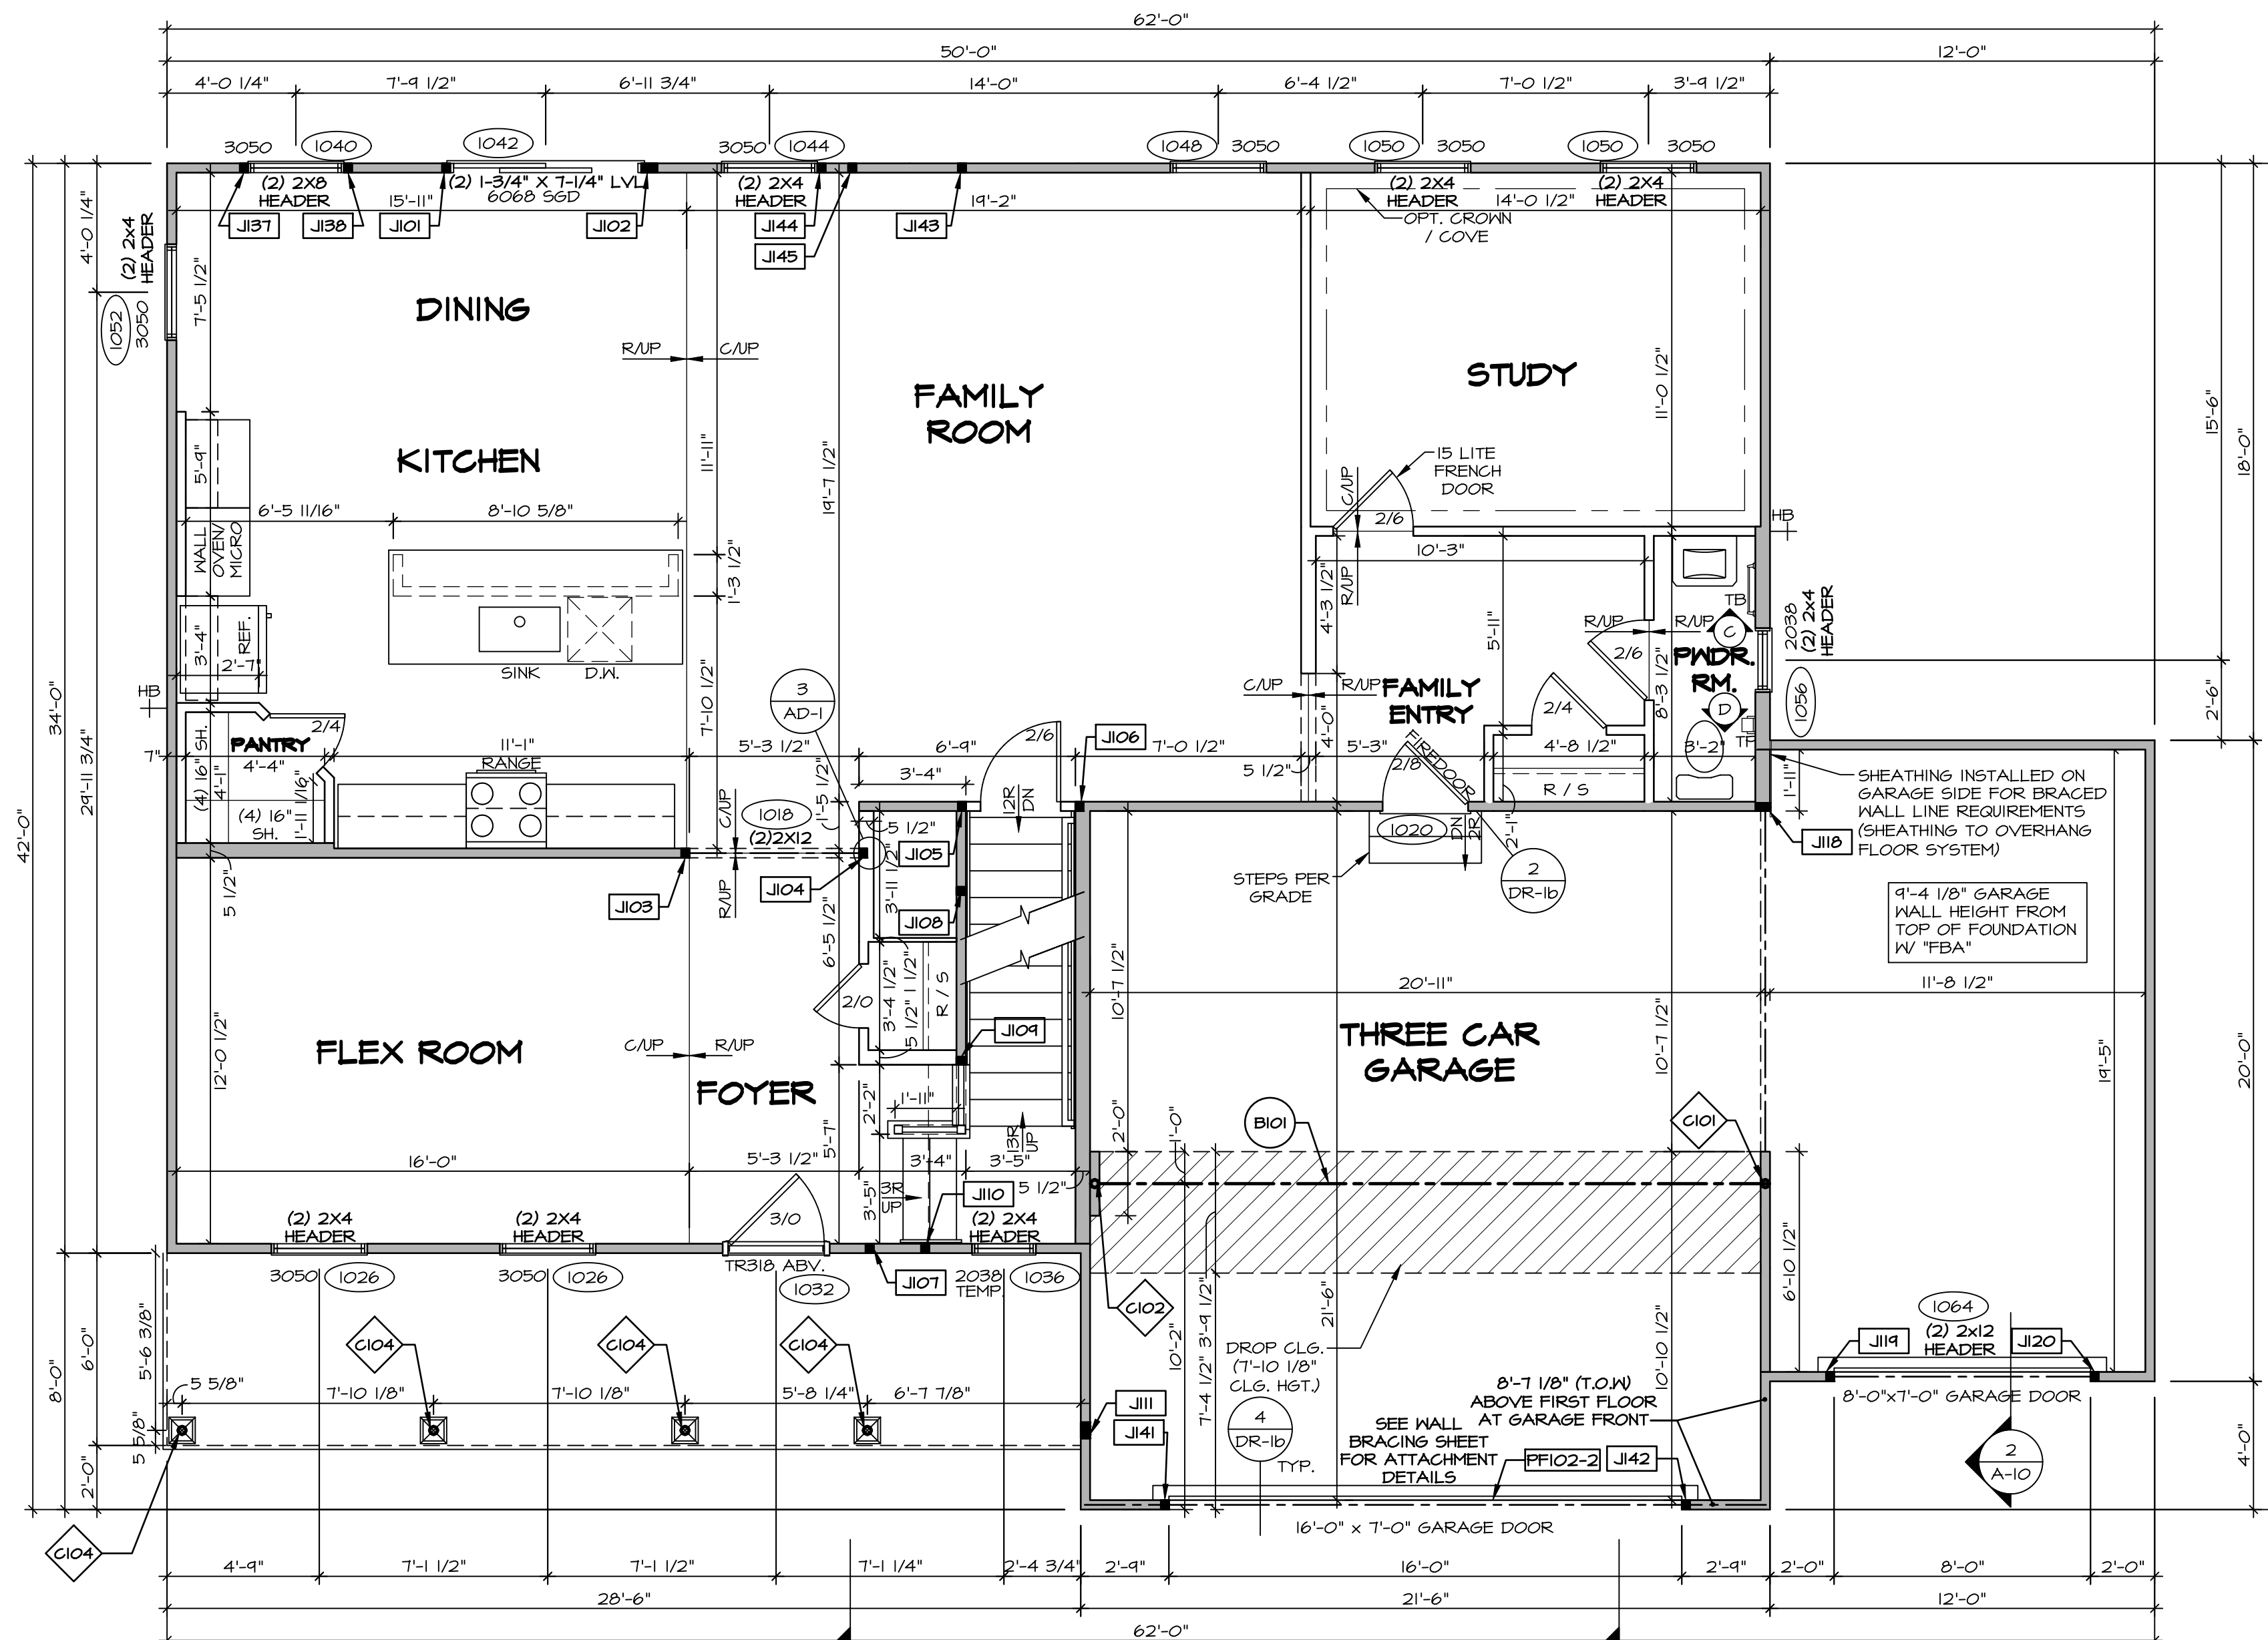 62'-0"
50'-0"
12'-0"
4'-0 1/4"
7'-9 1/2"
6'-11 3/4"
14'-0"
6'-4 1/2"
7'-0 1/2"
3'-9 1/2"
3050
1040
1042
3050
1044
1048
3050
1050
3050
1050
3050
(2) 2X8
HEADER
(2) 1-3/4" X 7-1/4" LVL
6068 SGD
(2) 2X4
HEADER
(2) 2X4
HEADER
(2) 2X4
HEADER
15'-11"
19'-2"
14'-0 1/2"
J137
J138
J101
J102
J144
J145
J143
OPT. CROWN
/ COVE
4'-0 1/4"
(2) 2x4
HEADER
1052
3050
7'-5 1/2"
DINING
R/UP
C/UP
FAMILY
ROOM
STUDY
11'-0 1/2"
15'-6"
18'-0"
KITCHEN
5'-9"
11'-11"
19'-7 1/2"
15 LITE
FRENCH
DOOR
C/UP
2/6
R/UP
HB
6'-5 11/16"
8'-10 5/8"
WALL
OVEN/
MICRO
1'-3 1/2"
10'-3"
4'-3 1/2"
5'-11"
TB
R/UP
R/UP
C
2038
(2) 2x4
HEADER
REF.
3'-4"
2'-7"
SINK
D.W.
2/6
PWDR.
RM.
8'-3 1/2"
D
1056
TP
2'-6"
34'-0"
29'-11 3/4"
42'-0"
HB
3
AD-1
7'-10 1/2"
C/UP
R/UP
FAMILY
ENTRY
4'-0"
2/4
2/4
PANTRY
(4) 16" SH.
4'-1"
4'-4"
(4) 16"
SH.
1'-11 11/16"
7"
11'-1"
RANGE
5'-3 1/2"
6'-9"
3'-4"
2/6
J106
7'-0 1/2"
5 1/2"
5'-3"
FIREDOOR
2/8
4'-8 1/2"
3'-2"
R / S
2'-1"
1'-11"
SHEATHING INSTALLED ON
GARAGE SIDE FOR BRACED
WALL LINE REQUIREMENTS
(SHEATHING TO OVERHANG
FLOOR SYSTEM)
J118
C/UP
1018
(2)2X12
1'-5 1/2"
5 1/2"
12R
DN
J105
1020
DN
2R
STEPS PER
GRADE
2
DR-1b
9'-4 1/8" GARAGE
WALL HEIGHT FROM
TOP OF FOUNDATION
W/ "FBA"
5 1/2"
J103
R/UP
J104
3'-11 1/2"
J108
6'-5 1/2"
10'-7 1/2"
20'-11"
11'-8 1/2"
2/0
3'-4 1/2"
5 1/2"
1 1/2"
R / S
J109
THREE CAR
GARAGE
10'-7 1/2"
19'-5"
20'-0"
FLEX ROOM
12'-0 1/2"
C/UP
R/UP
FOYER
1'-11"
2'-2"
13R
UP
2'-0"
1'-0"
B101
C101
16'-0"
5'-3 1/2"
5'-7"
3'-4"
3'-5"
5 1/2"
3'-5"
3R
UP
J110
3/0
(2) 2X4
HEADER
(2) 2X4
HEADER
(2) 2X4
HEADER
3050
1026
3050
1026
TR318 ABV.
1032
J107
2038
TEMP.
1036
C102
6'-10 1/2"
8'-0"
6'-0"
5'-6 3/8"
5 5/8"
2'-0"
C104
C104
C104
5 5/8"
7'-10 1/8"
7'-10 1/8"
5'-8 1/4"
6'-7 7/8"
10'-2"
7'-4 1/2"
3'-9 1/2"
21'-6"
10'-10 1/2"
DROP CLG.
(7'-10 1/8"
CLG. HGT.)
1064
(2) 2x12
HEADER
J119
J120
8'-0"x7'-0" GARAGE DOOR
J111
J141
4
DR-1b
TYP.
8'-7 1/8" (T.O.W)
ABOVE FIRST FLOOR
AT GARAGE FRONT
SEE WALL
BRACING SHEET
FOR ATTACHMENT
DETAILS
PF102-2
J142
2
A-10
4'-0"
16'-0" x 7'-0" GARAGE DOOR
C104
4'-9"
7'-1 1/2"
7'-1 1/2"
7'-1 1/4"
2'-4 3/4"
2'-9"
16'-0"
2'-9"
2'-0"
8'-0"
2'-0"
28'-6"
21'-6"
12'-0"
62'-0"